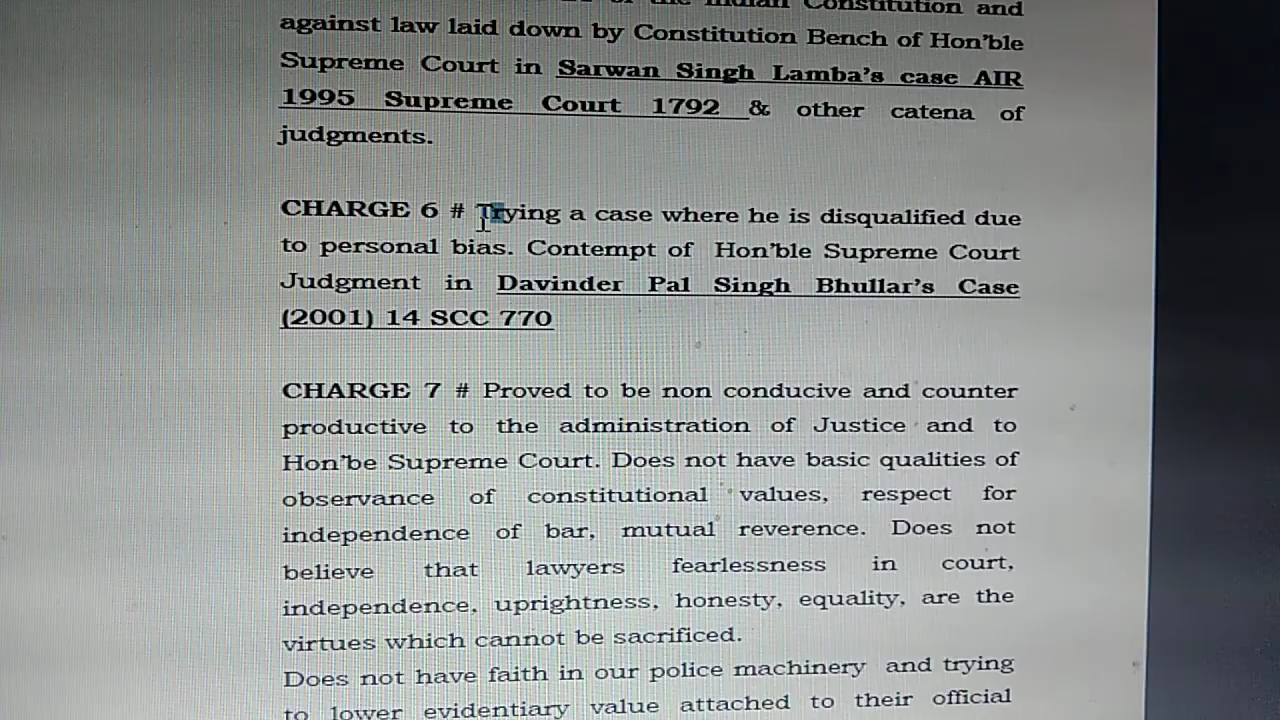 the Indian Constitution and
against law laid down by Constitution Bench of Hon'ble
Supreme Court in Sarwan Singh Lamba's case AIR
1995 Supreme Court 1792 & other catena of
judgments.
CHARGE 6 # Trying a case where he is disqualified due
to personal bias. Contempt of Hon'ble Supreme Court
Judgment in Davinder Pal Singh Bhullar's Case
(2001) 14 SCC 770
CHARGE 7 # Proved to be non conducive and counter
productive to the administration of Justice and to
Hon'be Supreme Court. Does not have basic qualities of
observance of constitutional values, respect for
independence of bar, mutual reverence. Does not
believe that lawyers fearlessness in court,
independence, uprightness, honesty, equality, are the
virtues which cannot be sacrificed.
Does not have faith in our police machinery and trying
to lower evidentiary value attached to their official